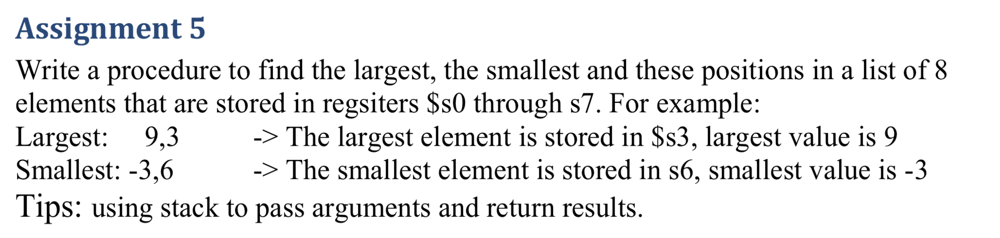 Assignment 5
Write a procedure to find the largest, the smallest and these positions in a list of 8
elements that are stored in regsiters $s0 through s7. For example:
Largest: 9,3 -> The largest element is stored in $s3, largest value is 9
Smallest: -3,6 -> The smallest element is stored in s6, smallest value is -3
Tips: using stack to pass arguments and return results.